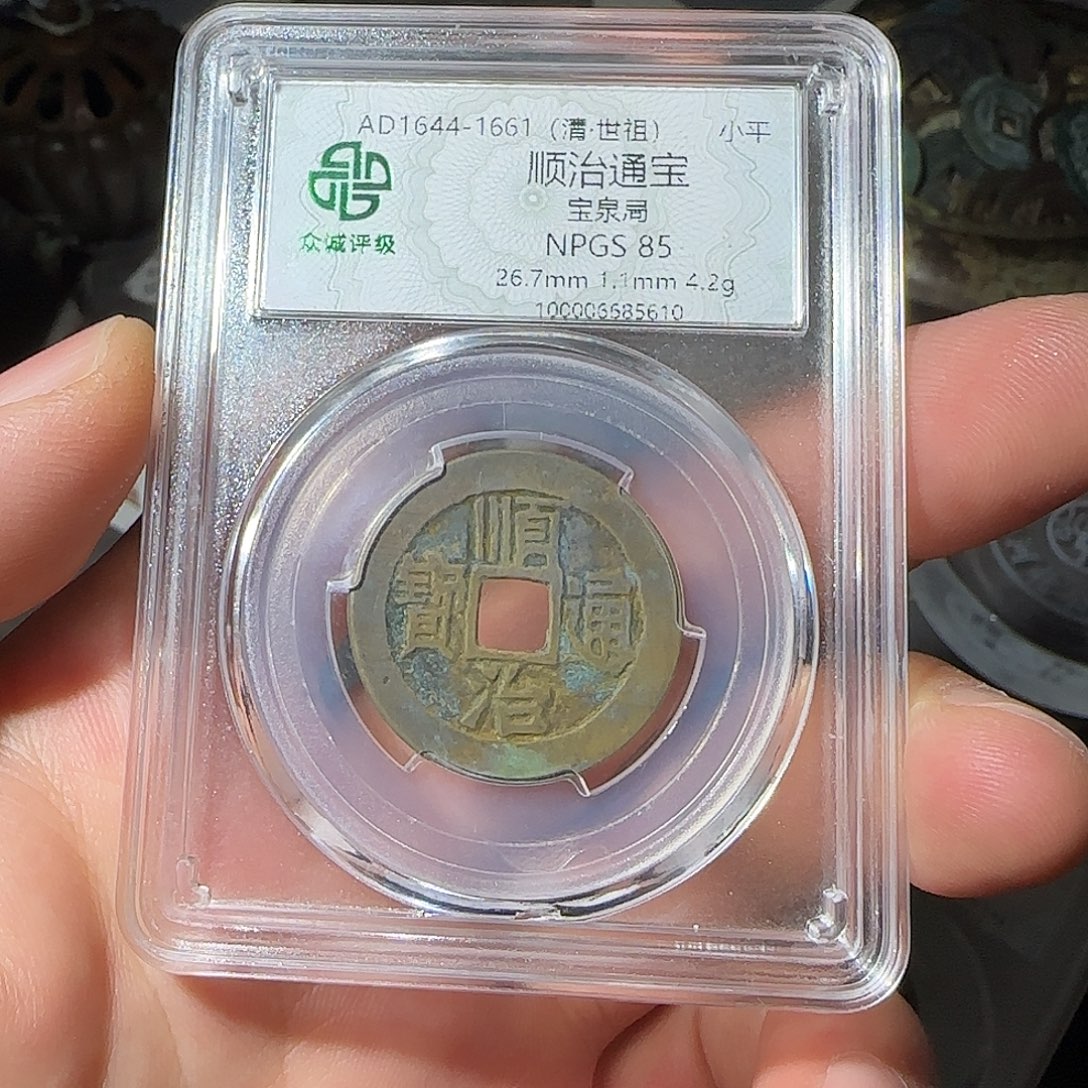 AD1644-1661（清·世祖） 小平
顺治通宝
宝泉局
众诚评级
NPGS 85
26.7mm 1.1mm 4.2g
100006685610
順治通寶